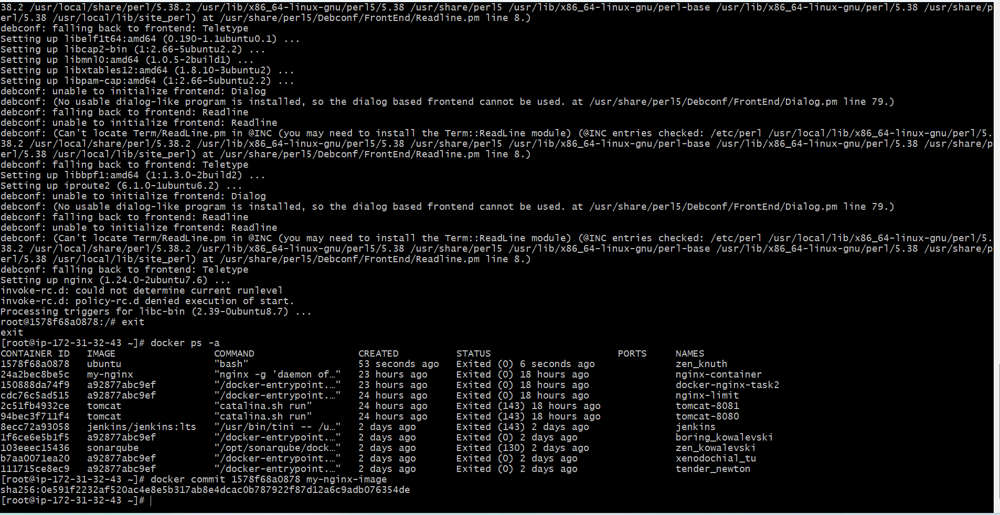 38.2 /usr/local/share/perl/5.38.2 /usr/lib/x86_64-linux-gnu/perl5/5.38 /usr/share/perl5 /usr/lib/x86_64-linux-gnu/perl-base /usr/lib/x86_64-linux-gnu/perl/5.38 /usr/share/p
erl/5.38 /usr/local/lib/site_perl) at /usr/share/perl5/Debconf/FrontEnd/Readline.pm line 8.)
debconf: falling back to frontend: Teletype
Setting up libelf1t64:amd64 (0.190-1.1ubuntu0.1) ...
Setting up libcap2-bin (1:2.66-5ubuntu2.2) ...
Setting up libmnl0:amd64 (1.0.5-2build1) ...
Setting up libxtables12:amd64 (1.8.10-3ubuntu2) ...
Setting up libpam-cap:amd64 (1:2.66-5ubuntu2.2) ...
debconf: unable to initialize frontend: Dialog
debconf: (No usable dialog-like program is installed, so the dialog based frontend cannot be used. at /usr/share/perl5/Debconf/FrontEnd/Dialog.pm line 79.)
debconf: falling back to frontend: Readline
debconf: unable to initialize frontend: Readline
debconf: (Can't locate Term/ReadLine.pm in @INC (you may need to install the Term::ReadLine module) (@INC entries checked: /etc/perl /usr/local/lib/x86_64-linux-gnu/perl/5.
38.2 /usr/local/share/perl/5.38.2 /usr/lib/x86_64-linux-gnu/perl5/5.38 /usr/share/perl5 /usr/lib/x86_64-linux-gnu/perl-base /usr/lib/x86_64-linux-gnu/perl/5.38 /usr/share/p
erl/5.38 /usr/local/lib/site_perl) at /usr/share/perl5/Debconf/FrontEnd/Readline.pm line 8.)
debconf: falling back to frontend: Teletype
Setting up libbpf1:amd64 (1:1.3.0-2build2) ...
Setting up iproute2 (6.1.0-1ubuntu6.2) ...
debconf: unable to initialize frontend: Dialog
debconf: (No usable dialog-like program is installed, so the dialog based frontend cannot be used. at /usr/share/perl5/Debconf/FrontEnd/Dialog.pm line 79.)
debconf: falling back to frontend: Readline
debconf: unable to initialize frontend: Readline
debconf: (Can't locate Term/ReadLine.pm in @INC (you may need to install the Term::ReadLine module) (@INC entries checked: /etc/perl /usr/local/lib/x86_64-linux-gnu/perl/5.
38.2 /usr/local/share/perl/5.38.2 /usr/lib/x86_64-linux-gnu/perl5/5.38 /usr/share/perl5 /usr/lib/x86_64-linux-gnu/perl-base /usr/lib/x86_64-linux-gnu/perl/5.38 /usr/share/p
erl/5.38 /usr/local/lib/site_perl) at /usr/share/perl5/Debconf/FrontEnd/Readline.pm line 8.)
debconf: falling back to frontend: Teletype
Setting up nginx (1.24.0-2ubuntu7.6) ...
invoke-rc.d: could not determine current runlevel
invoke-rc.d: policy-rc.d denied execution of start.
Processing triggers for libc-bin (2.39-0ubuntu8.7) ...
root@1578f68a0878:/# exit
exit
[root@ip-172-31-32-43 ~]# docker ps -a
CONTAINER ID   IMAGE                 COMMAND                  CREATED          STATUS                      PORTS     NAMES
1578f68a0878   ubuntu                "bash"                   53 seconds ago   Exited (0) 6 seconds ago              zen_knuth
24a2bec8be5c   my-nginx              "nginx -g 'daemon of…"   23 hours ago     Exited (0) 18 hours ago               nginx-container
150888da74f9   a92877abc9ef          "/docker-entrypoint.…"   23 hours ago     Exited (0) 18 hours ago               docker-nginx-task2
cdc76c5ad515   a92877abc9ef          "/docker-entrypoint.…"   24 hours ago     Exited (0) 18 hours ago               nginx-limit
2c51fb4932ce   tomcat                "catalina.sh run"        24 hours ago     Exited (143) 18 hours ago             tomcat-8081
94bec3f711f4   tomcat                "catalina.sh run"        24 hours ago     Exited (143) 18 hours ago             tomcat-8080
8ecc72a93058   jenkins/jenkins:lts   "/usr/bin/tini -- /u…"   2 days ago       Exited (143) 2 days ago               jenkins
1f6ce6e5b1f5   a92877abc9ef          "/docker-entrypoint.…"   2 days ago       Exited (0) 2 days ago                 boring_kowalevski
103eeec15436   sonarqube             "/opt/sonarqube/dock…"   2 days ago       Exited (130) 2 days ago               zen_kowalevski
b7aa0071ea20   a92877abc9ef          "/docker-entrypoint.…"   2 days ago       Exited (0) 2 days ago                 xenodochial_tu
111715ce8ec9   a92877abc9ef          "/docker-entrypoint.…"   2 days ago       Exited (0) 2 days ago                 tender_newton
[root@ip-172-31-32-43 ~]# docker commit 1578f68a0878 my-nginx-image
sha256:0e591f2232af520ac4e8e5b317ab8e4dcac0b787922f87d12a6c9adb076354de
[root@ip-172-31-32-43 ~]#